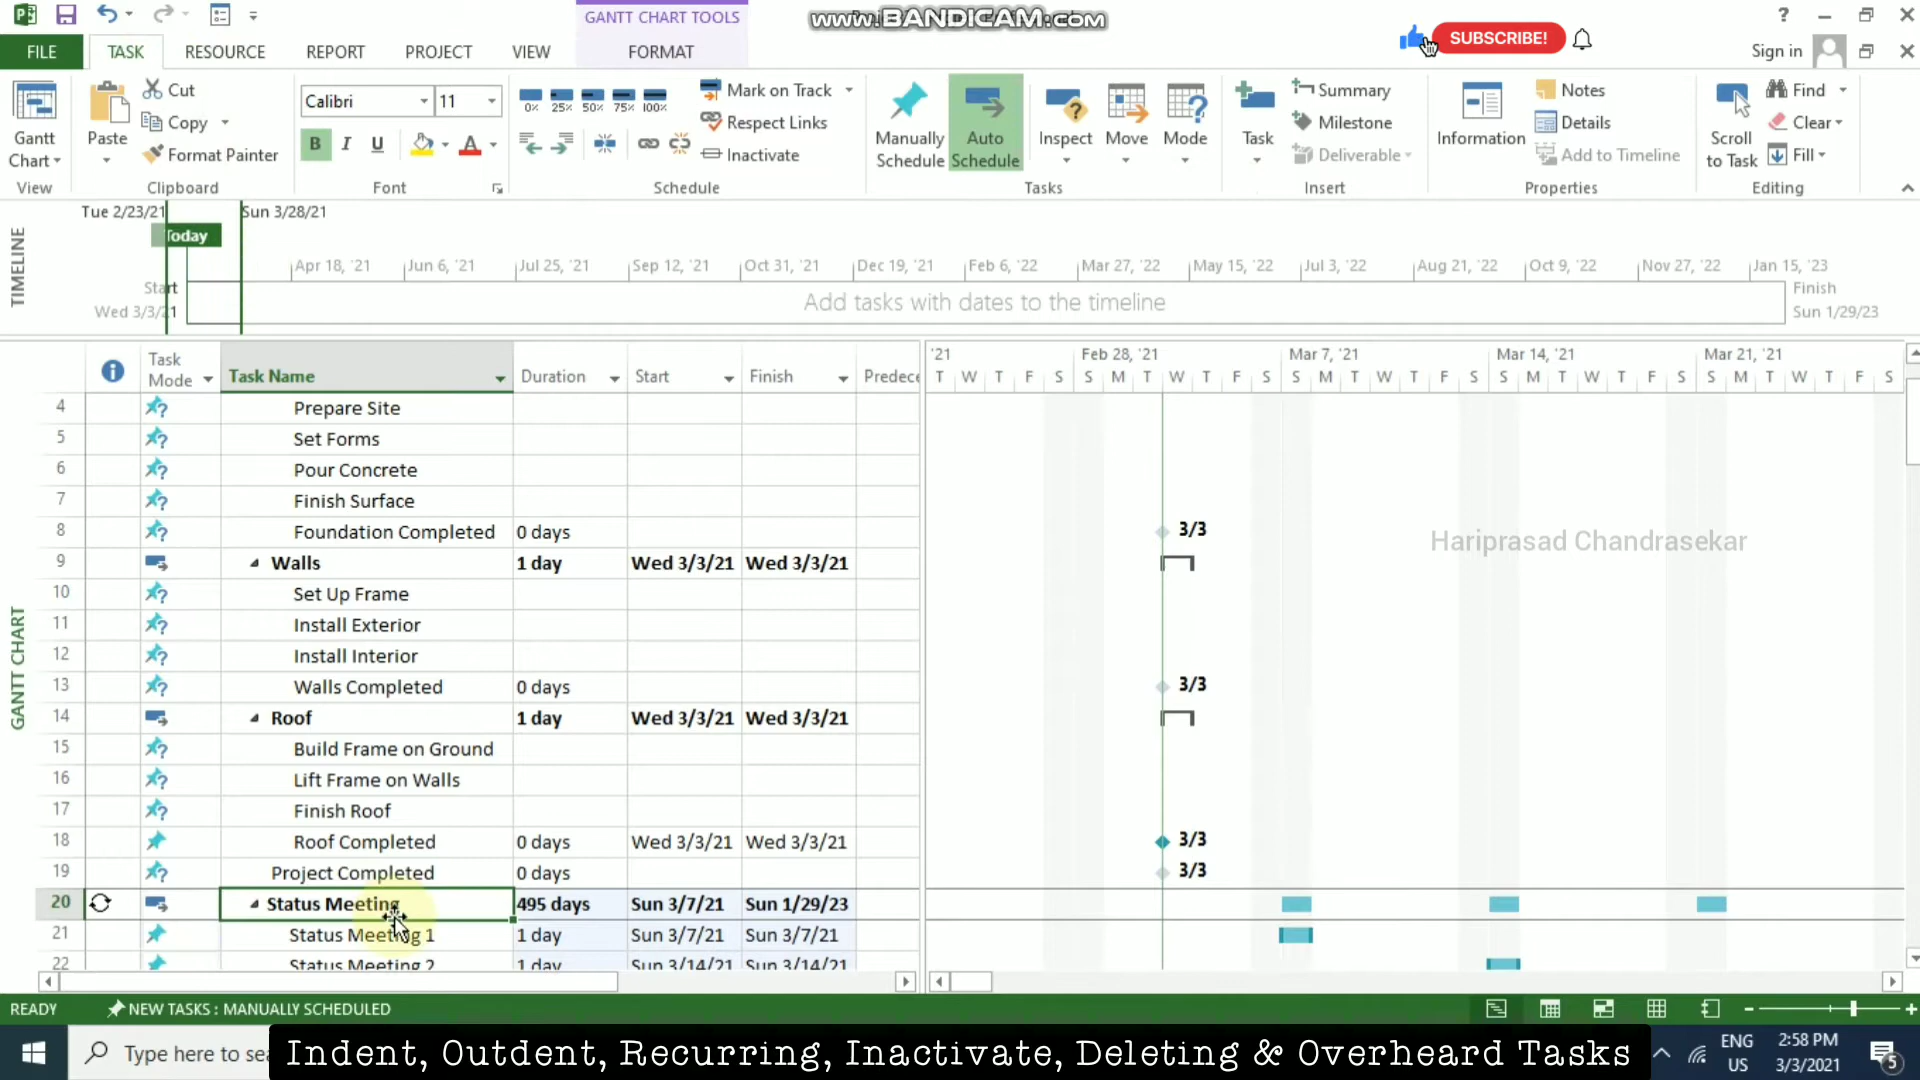 GANTT CHART TOOLS
www.BANDICAM.com
SUBSCRIBE!
FILE TASK RESOURCE REPORT PROJECT VIEW FORMAT
Sign in
Gantt Chart
View
Paste
Cut
Copy
Format Painter
Clipboard
Calibri 11
B I U A
Font
0% 25% 50% 75% 100%
Mark on Track
Respect Links
Inactivate
Schedule
Manually Schedule
Auto Schedule
Inspect
Move
Mode
Tasks
Task
Summary
Milestone
Deliverable
Insert
Information
Notes
Details
Add to Timeline
Properties
Scroll to Task
Find
Clear
Fill
Editing
TIMELINE
Tue 2/23/21 Sun 3/28/21
Today
Apr 18, '21 Jun 6, '21 Jul 25, '21 Sep 12, '21 Oct 31, '21 Dec 19, '21 Feb 6, '22 Mar 27, '22 May 15, '22 Jul 3, '22 Aug 21, '22 Oct 9, '22 Nov 27, '22 Jan 15, '23
Start
Wed 3/3/21
Add tasks with dates to the timeline
Finish
Sun 1/29/23
GANTT CHART
Task Mode Task Name Duration Start Finish Predece
'21 Feb 28, '21 Mar 7, '21 Mar 14, '21 Mar 21, '21
T W T F S S M T W T F S S M T W T F S S M T W T F S S M T W T F S
4 Prepare Site
5 Set Forms
6 Pour Concrete
7 Finish Surface
8 Foundation Completed 0 days 3/3
Hariprasad Chandrasekar
9 Walls 1 day Wed 3/3/21 Wed 3/3/21
10 Set Up Frame
11 Install Exterior
12 Install Interior
13 Walls Completed 0 days 3/3
14 Roof 1 day Wed 3/3/21 Wed 3/3/21
15 Build Frame on Ground
16 Lift Frame on Walls
17 Finish Roof
18 Roof Completed 0 days Wed 3/3/21 Wed 3/3/21 3/3
19 Project Completed 0 days 3/3
20 Status Meeting 495 days Sun 3/7/21 Sun 1/29/23
21 Status Meeting 1 1 day Sun 3/7/21 Sun 3/7/21
22 Status Meeting 2 1 day Sun 3/14/21 Sun 3/14/21
READY NEW TASKS : MANUALLY SCHEDULED
Type here to sea
Indent, Outdent, Recurring, Inactivate, Deleting & Overheard Tasks
ENG US
2:58 PM
3/3/2021
5